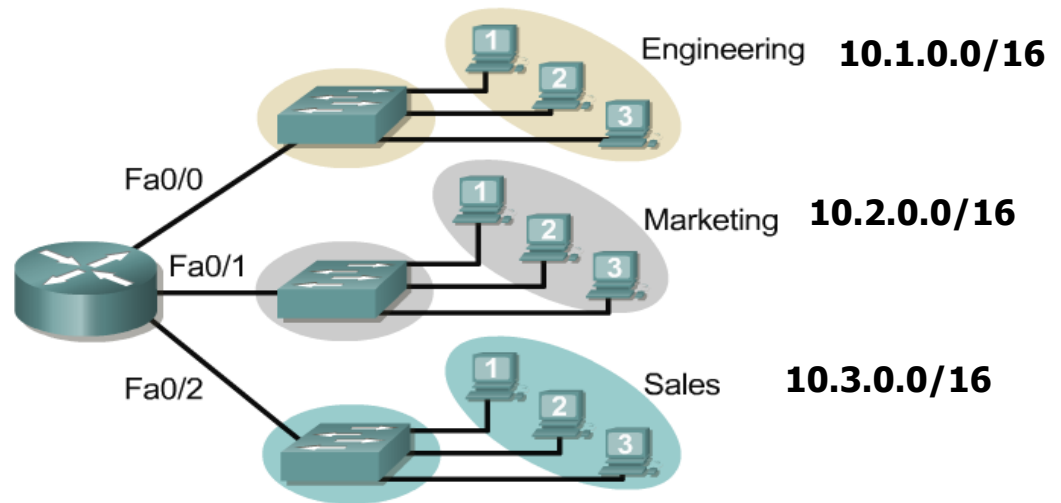 1
Engineering 10.1.0.0/16
2
3
Fa0/0
1
Marketing 10.2.0.0/16
2
Fa0/1
3
1
Sales 10.3.0.0/16
Fa0/2
2
3